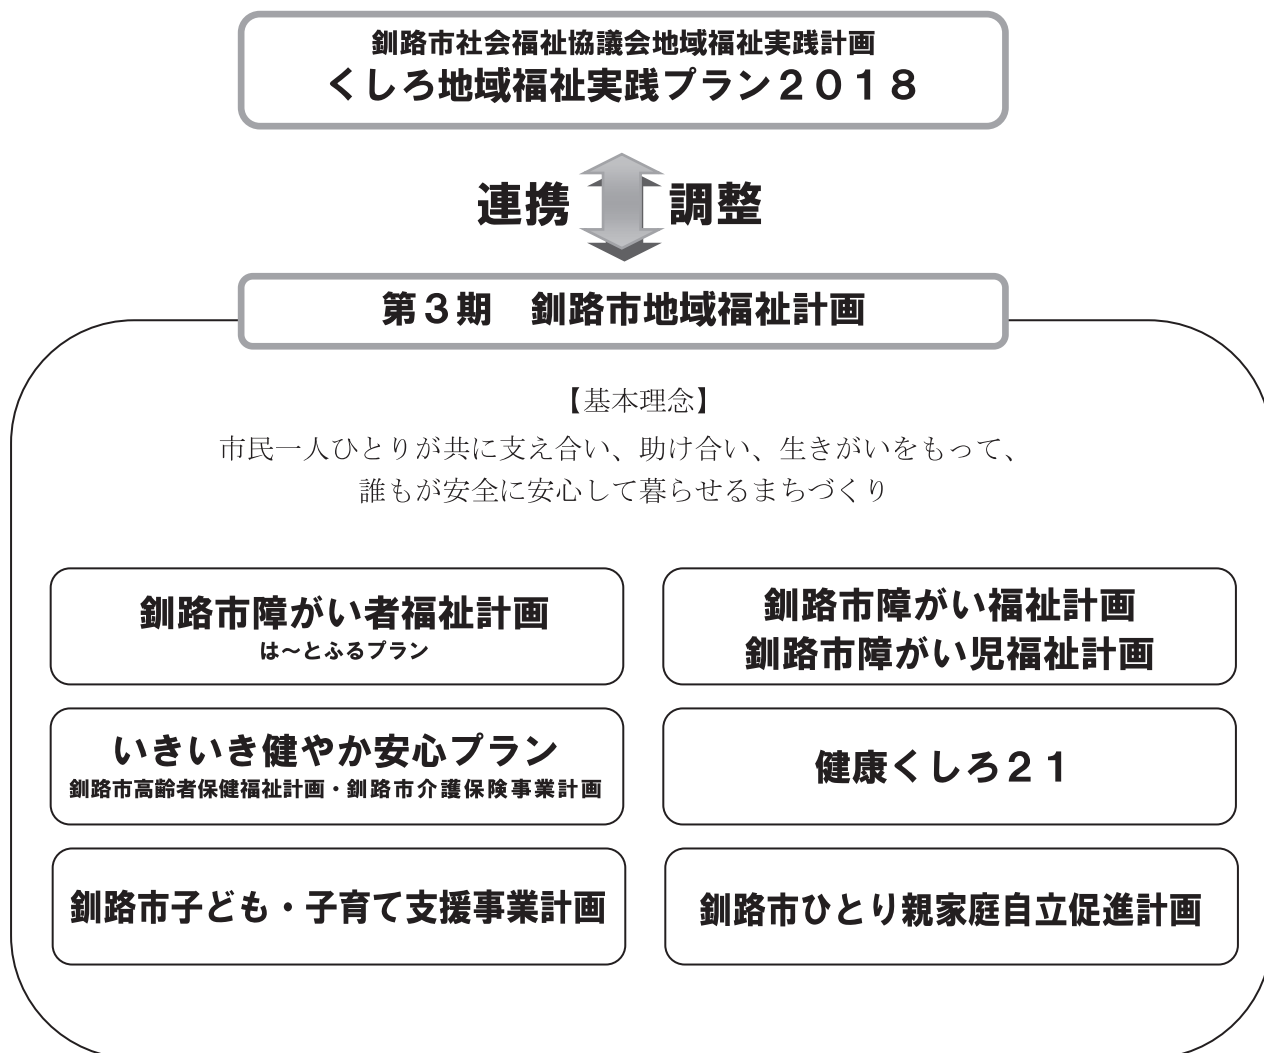 釧路市社会福祉協議会地域福祉実践計画
くしろ地域福祉実践プラン２０１８
連携 調整
第３期　釧路市地域福祉計画
【基本理念】
市民一人ひとりが共に支え合い、助け合い、生きがいをもって、
誰もが安全に安心して暮らせるまちづくり
釧路市障がい者福祉計画
は～とふるプラン
釧路市障がい福祉計画
釧路市障がい児福祉計画
いきいき健やか安心プラン
釧路市高齢者保健福祉計画・釧路市介護保険事業計画
健康くしろ２１
釧路市子ども・子育て支援事業計画
釧路市ひとり親家庭自立促進計画